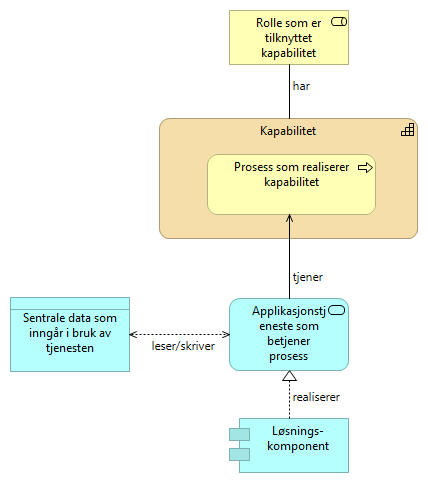 Rolle som er
tilknyttet
kapabilitet
har
Kapabilitet
Prosess som realiserer
kapabilitet
tjener
Sentrale data som
inngår i bruk av
tjenesten
leser/skriver
Applikasjonstj
eneste som
betjener
prosess
realiserer
Løsnings-
komponent